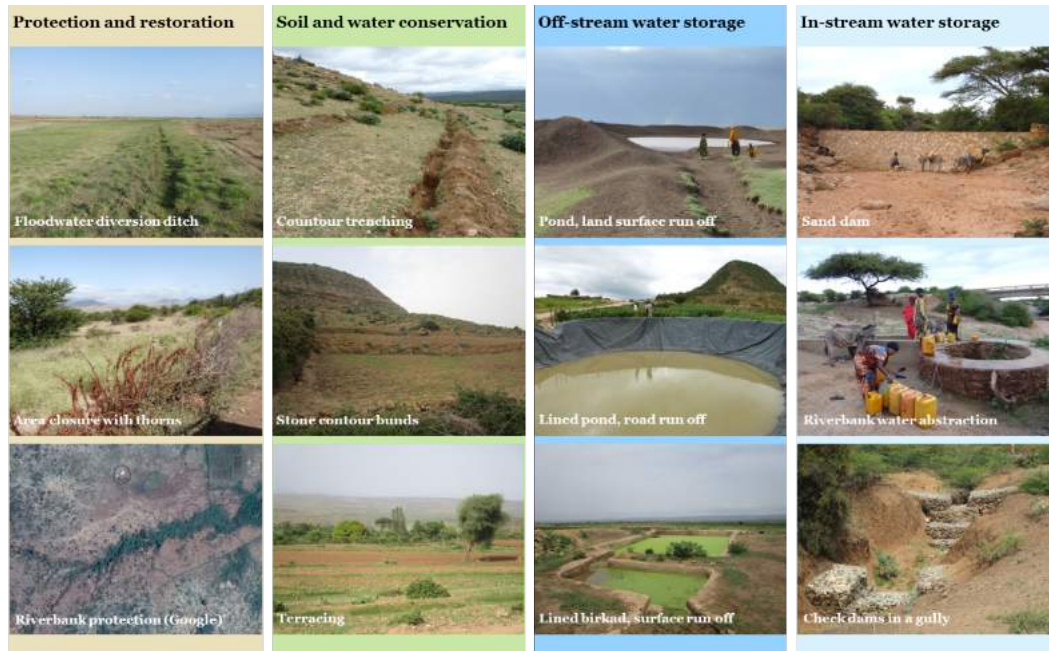 Protection and restoration
Soil and water conservation
Off-stream water storage
In-stream water storage
Floodwater diversion ditch
Countour trenching
Pond, land surface run off
Sand dam
Area closure with thorns
Stone contour bunds
Lined pond, road run off
Riverbank water abstraction
Riverbank protection (Google)
Terracing
Lined birkad, surface run off
Check dams in a gully